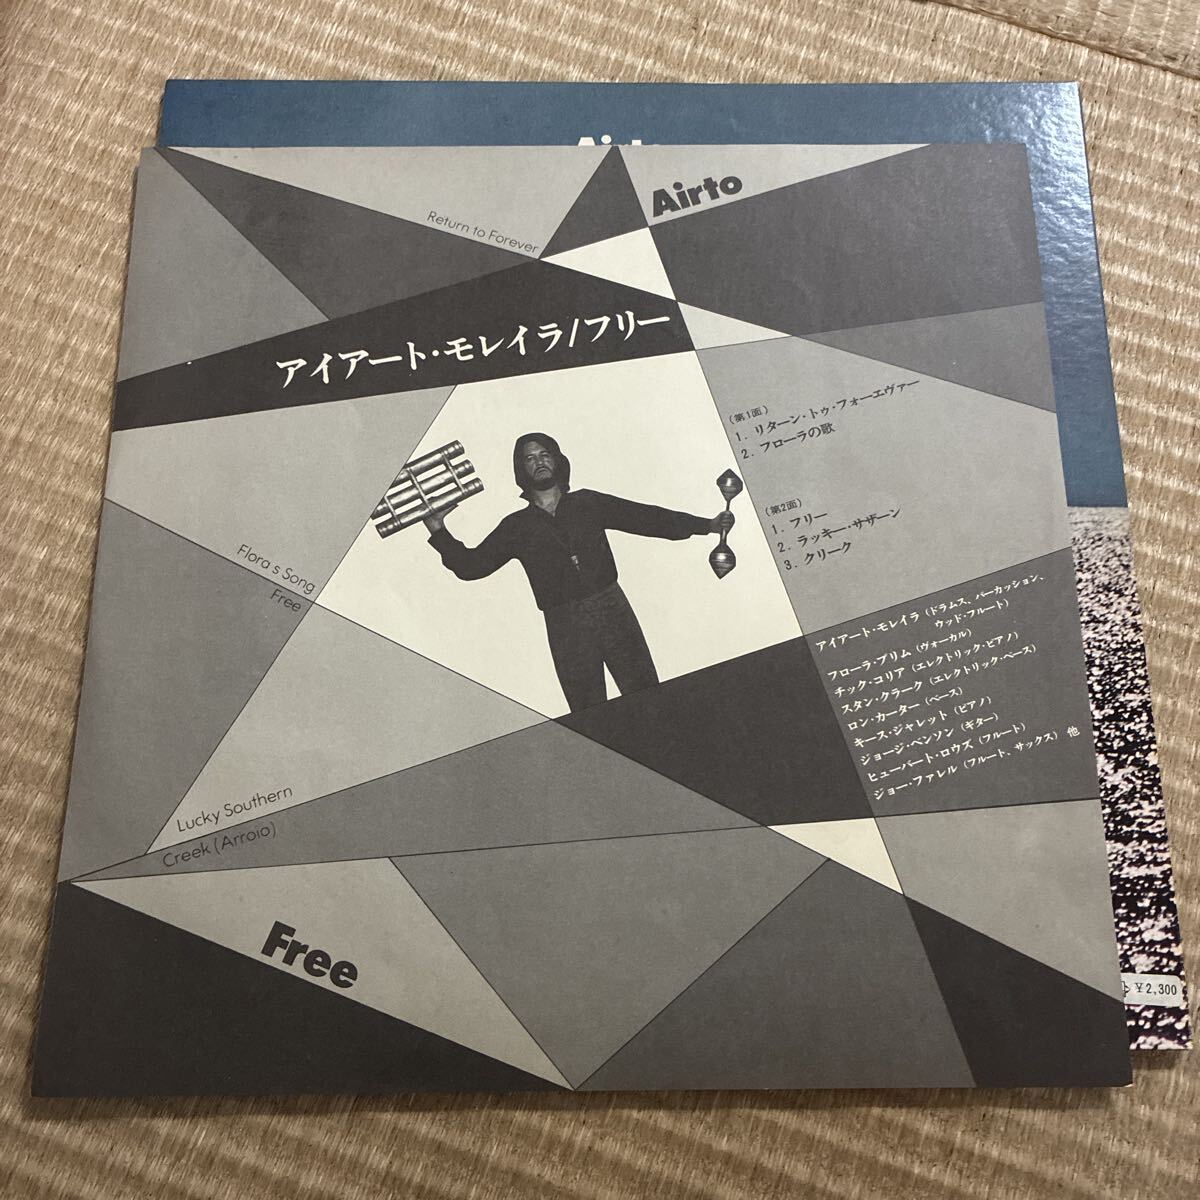 Airto
Return to Forever
アイアート・モレイラ/フリー
(第1面)
1. リターン・トゥ・フォーエヴァー
2. フローラの歌
(第2面)
1. フリー
2. ラッキー・サザーン
3. クリーク
Flora s Song
Free
アイアート・モレイラ (ドラムス、パーカッション、
ウッド・フルート)
フローラ・プリム (ヴォーカル)
チック・コリア (エレクトリック・ピアノ)
スタン・クラーク (エレクトリック・ベース)
ロン・カーター (ベース)
キース・ジャレット (ピアノ)
ジョージ・ベンソン (ギター)
ヒューバート・ロウズ (フルート)
ジョー・ファレル (フルート、サックス) 他
Lucky Southern
Creek (Arroio)
Free
¥2,300